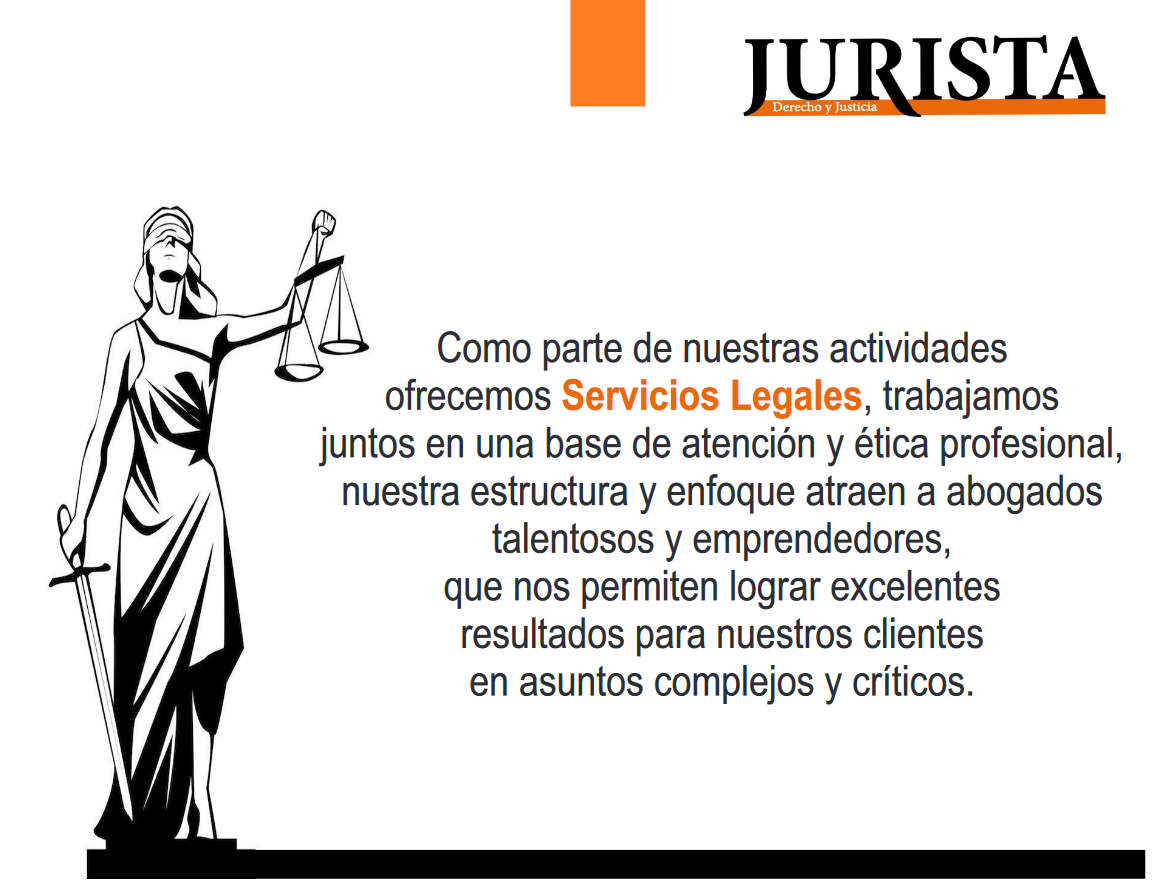 JURISTA
Derecho y Justicia
Como parte de nuestras actividades
ofrecemos Servicios Legales, trabajamos
juntos en una base de atención y ética profesional,
nuestra estructura y enfoque atraen a abogados
talentosos y emprendedores,
que nos permiten lograr excelentes
resultados para nuestros clientes
en asuntos complejos y críticos.